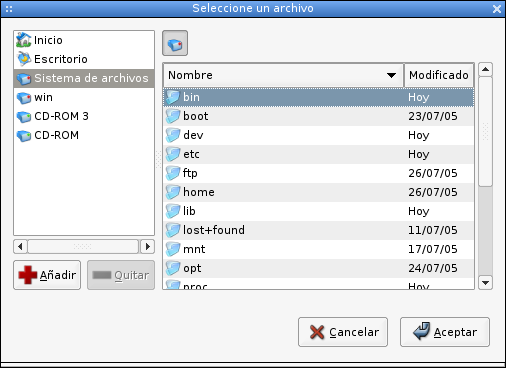 Seleccione un archivo
Inicio
Escritorio
Sistema de archivos
win
CD-ROM 3
CD-ROM
Añadir
Quitar
Nombre Modificado
bin Hoy
boot 23/07/05
dev Hoy
etc Hoy
ftp 26/07/05
home 26/07/05
lib Hoy
lost+found 11/07/05
mnt 17/07/05
opt 24/07/05
proc Hoy
Cancelar
Aceptar